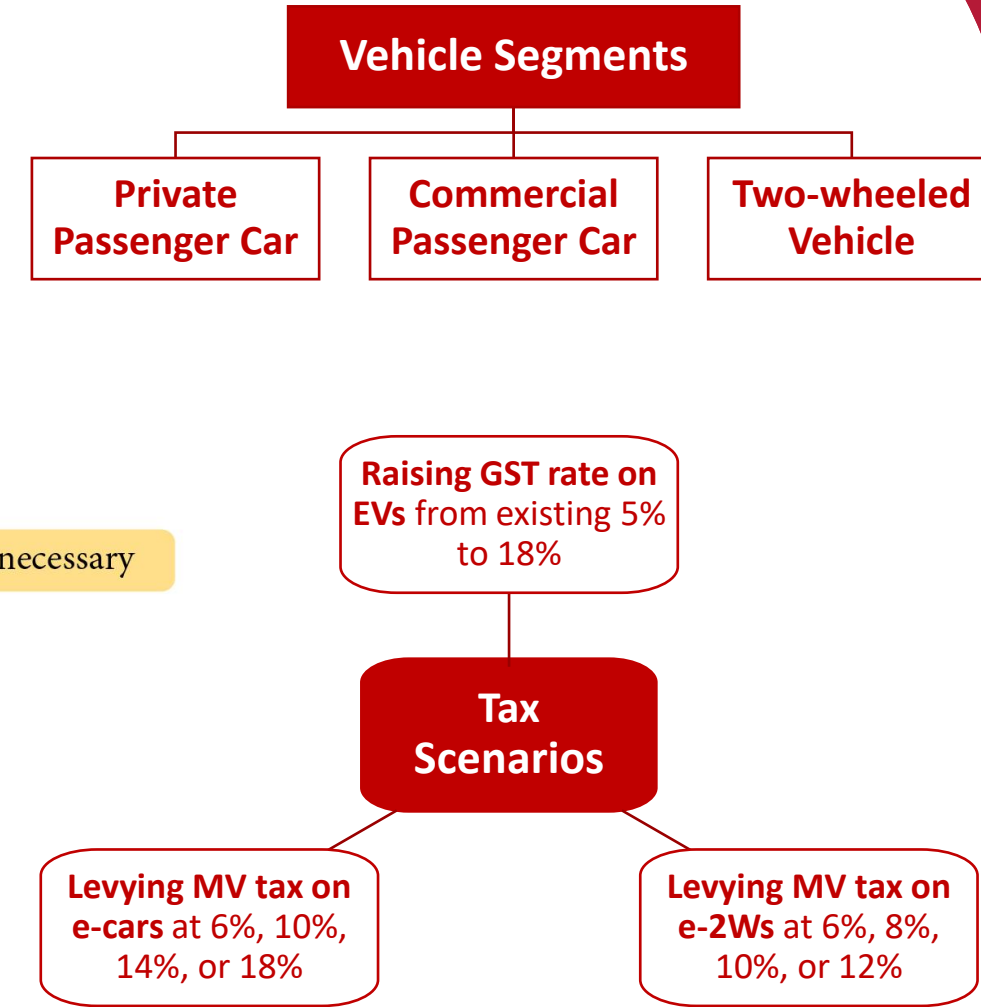 Vehicle Segments
Private
Passenger Car
Commercial
Passenger Car
Two-wheeled
Vehicle
Raising GST rate on
EVs from existing 5%
to 18%
necessary
Tax
Scenarios
Levying MV tax on
e-cars at 6%, 10%,
14%, or 18%
Levying MV tax on
e-2Ws at 6%, 8%,
10%, or 12%